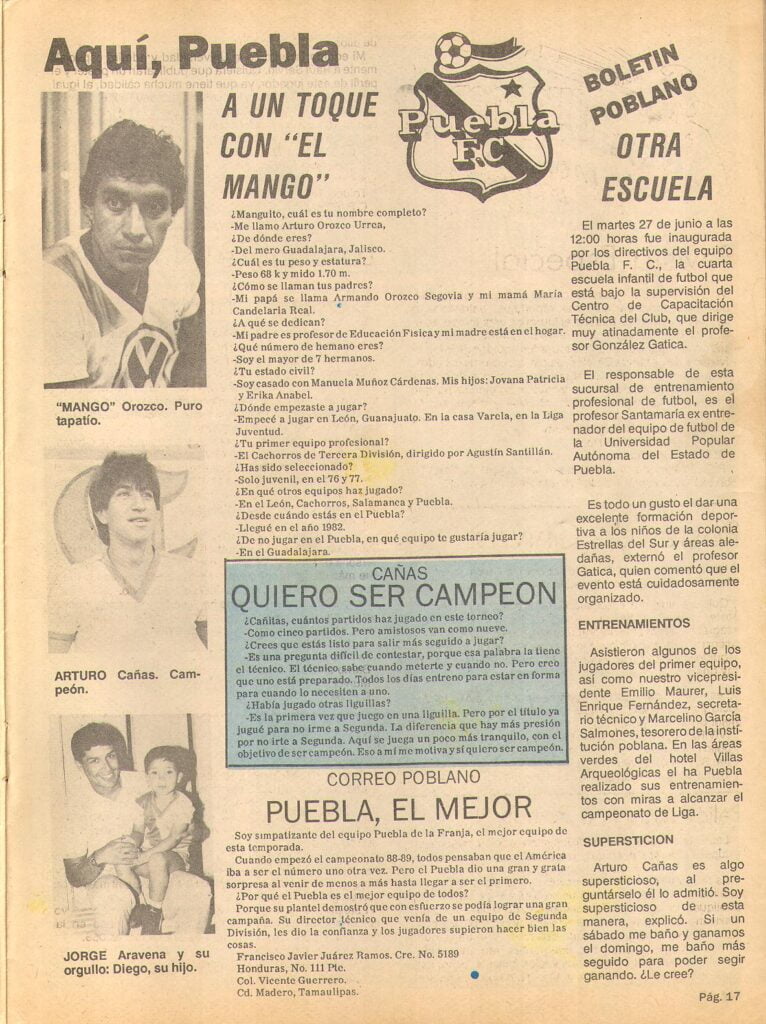 Aquí, Puebla
"MANGO" Orozco. Puro
tapatío.
ARTURO Cañas. Cam-
peón.
JORGE Aravena y su
orgullo: Diego, su hijo.
A UN TOQUE
CON "EL
MANGO"
Puebla
F.C.
¿Manguito, cuál es tu nombre completo?
-Me llamo Arturo Orozco Urrea,
¿De dónde eres?
-Del mero Guadalajara, Jalisco.
¿Cuál es tu peso y estatura?
-Peso 68 k y mido 1.70 m.
¿Cómo se llaman tus padres?
-Mi papá se llama Armando Orozco Segovia y mi mamá María
Candelaria Real.
¿A qué se dedican?
-Mi padre es profesor de Educación Física y mi madre está en el hogar.
¿Qué número de hemano eres?
-Soy el mayor de 7 hermanos.
¿Tu estado civil?
-Soy casado con Manuela Muñoz Cárdenas. Mis hijos: Jovana Patricia
y Erika Anabel.
¿Dónde empezaste a jugar?
-Empecé a jugar en León, Guanajuato. En la casa Varela, en la Liga
Juventud.
¿Tu primer equipo profesional?
-El Cachorros de Tercera División, dirigido por Agustín Santillán.
¿Has sido seleccionado?
-Solo juvenil, en el 76 y 77.
¿En qué otros equipos haz jugado?
-En el León, Cachorros, Salamanca y Puebla.
¿Desde cuándo estás en el Puebla?
-Llegué en el año 1982.
¿De no jugar en el Puebla, en qué equipo te gustaría jugar?
-En el Guadalajara.
CAÑAS
QUIERO SER CAMPEON
¿Cañitas, cuántos partidos haz jugado en este torneo?
-Como cinco partidos. Pero amistosos van como nueve.
¿Crees que estás listo para salir más seguido a jugar?
-Es una pregunta difícil de contestar, porque esa palabra la tiene
el técnico. El técnico sabe cuando meterte y cuando no. Pero creo
que uno está preparado. Todos los días entreno para estar en forma
para cuando lo necesiten a uno.
¿Había jugado otras liguillas?
-Es la primera vez que juego en una liguilla. Pero por el título ya
jugué para no irme a Segunda. La diferencia que hay más presión
por no irte a Segunda. Aquí se juega un poco más tranquilo, con el
objetivo de ser campeón. Eso a mí me motiva y sí quiero ser campeón.
CORREO POBLANO
PUEBLA, EL MEJOR
Soy simpatizante del equipo Puebla de la Franja, el mejor equipo de
esta temporada.
Cuando empezó el campeonato 88-89, todos pensaban que el América
iba a ser el número uno otra vez. Pero el Puebla dio una gran y grata
sorpresa al venir de menos a más hasta llegar a ser el primero.
¿Por qué el Puebla es el mejor equipo de todos?
Porque su plantel demostró que con esfuerzo se podía lograr una gran
campaña. Su director técnico que venía de un equipo de Segunda
División, les dio la confianza y los jugadores supieron hacer bien las
cosas.
Francisco Javier Juárez Ramos. Cre. No. 5189
Honduras, No. 111 Pte.
Col. Vicente Guerrero.
Cd. Madero, Tamaulipas.
BOLETIN
POBLANO
OTRA
ESCUELA
El martes 27 de junio a las
12:00 horas fue inaugurada
por los directivos del equipo
Puebla F. C., la cuarta
escuela infantil de futbol que
está bajo la supervisión del
Centro de Capacitación
Técnica del Club, que dirige
muy atinadamente el profe-
sor González Gatica.
El responsable de esta
sucursal de entrenamiento
profesional de futbol, es el
profesor Santamaría ex entre-
nador del equipo de futbol de
la Universidad Popular
Autónoma del Estado de
Puebla.
Es todo un gusto el dar una
excelente formación depor-
tiva a los niños de la colonia
Estrellas del Sur y áreas ale-
dañas, externó el profesor
Gatica, quien comentó que el
evento está cuidadosamente
organizado.
ENTRENAMIENTOS
Asistieron algunos de los
jugadores del primer equipo,
así como nuestro vicepresi-
dente Emilio Maurer, Luis
Enrique Fernández, secreta-
rio técnico y Marcelino García
Salmones, tesorero de la insti-
tución poblana. En las áreas
verdes del hotel Villas
Arqueológicas el ha Puebla
realizado sus entrenamien-
tos con miras a alcanzar el
campeonato de Liga.
SUPERSTICION
Arturo Cañas es algo
supersticioso, al pre-
guntárselo él lo admitió. Soy
supersticioso de esta
manera, explicó. Si un
sábado me baño y ganamos
el domingo, me baño más
seguido para poder segir
ganando. ¿Le cree?
Pág. 17